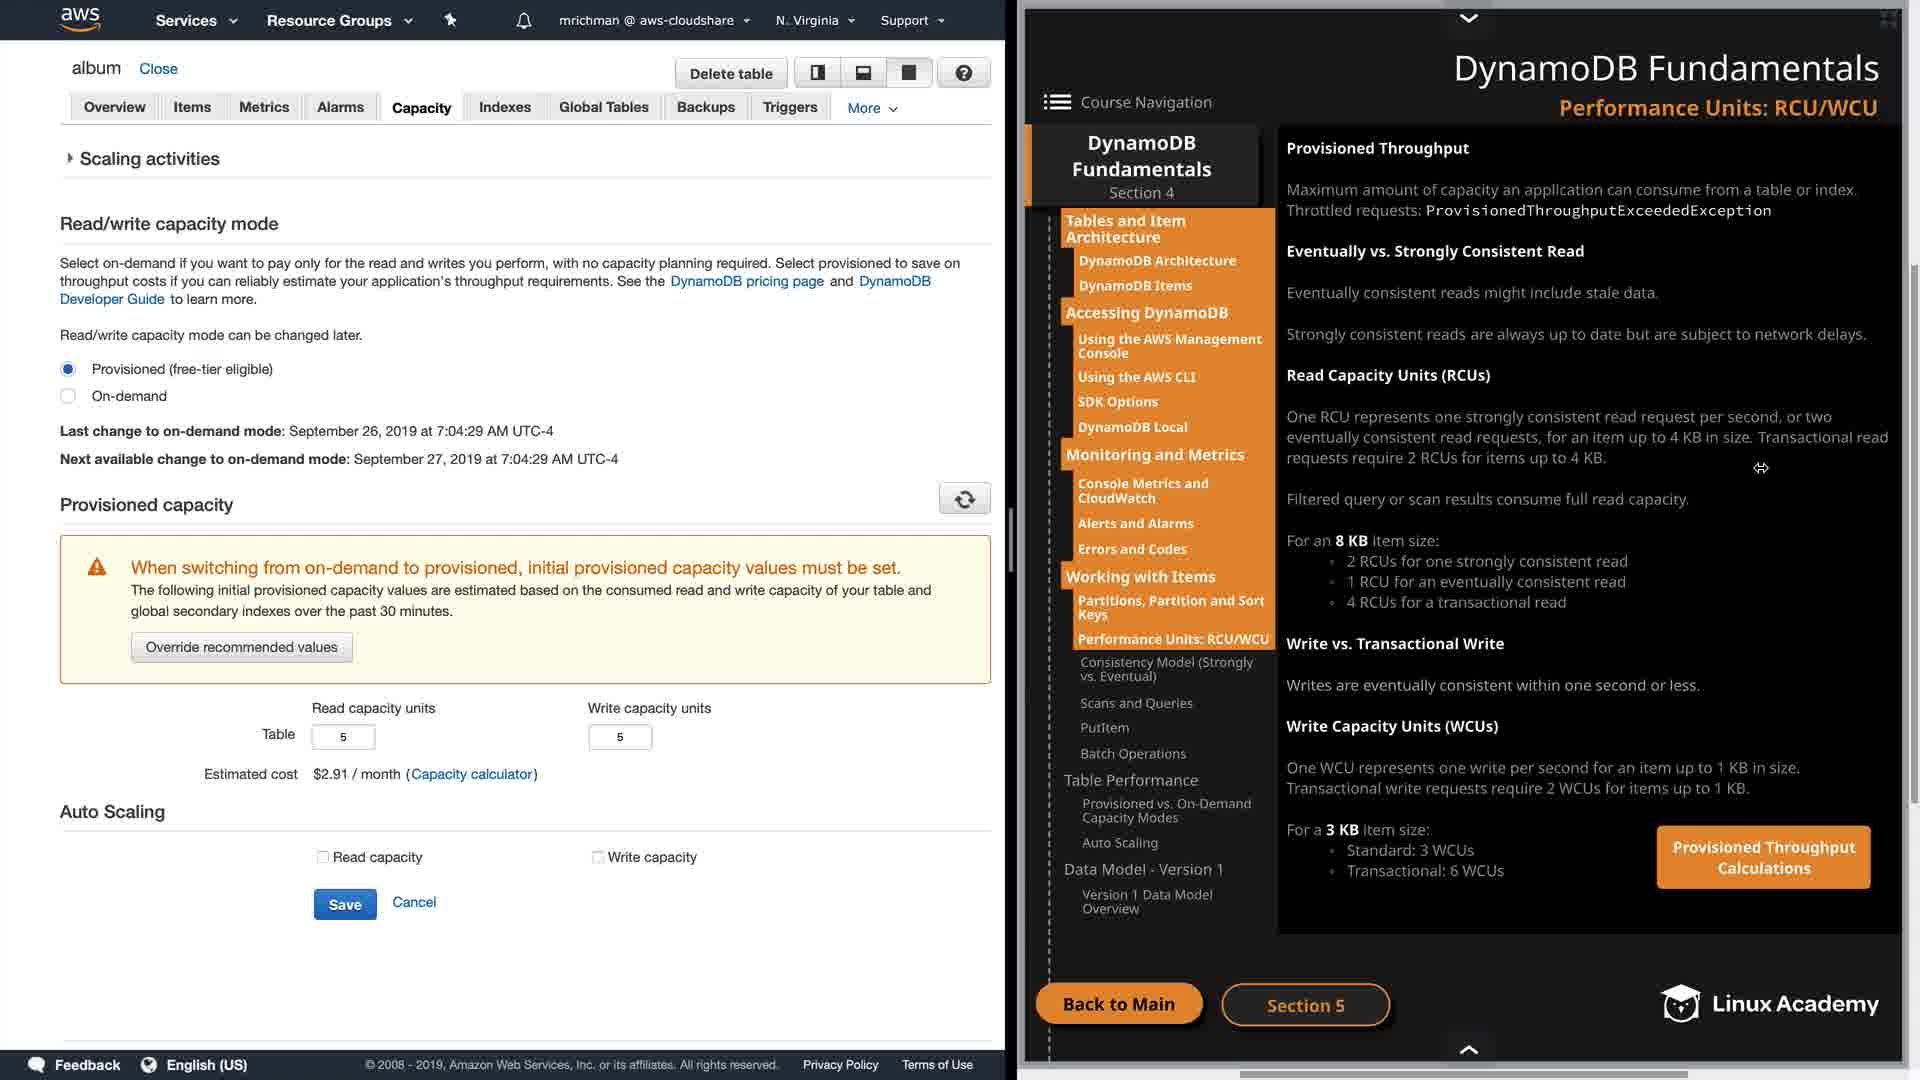 aws
Services
Resource Groups
mrichman @ aws-cloudshare
N. Virginia
Support
album
Close
Delete table
Overview
Items
Metrics
Alarms
Capacity
Indexes
Global Tables
Backups
Triggers
More
Scaling activities
Read/write capacity mode
Select on-demand if you want to pay only for the read and writes you perform, with no capacity planning required. Select provisioned to save on
throughput costs if you can reliably estimate your application's throughput requirements. See the DynamoDB pricing page and DynamoDB
Developer Guide to learn more.
Read/write capacity mode can be changed later.
Provisioned (free-tier eligible)
On-demand
Last change to on-demand mode: September 26, 2019 at 7:04:29 AM UTC-4
Next available change to on-demand mode: September 27, 2019 at 7:04:29 AM UTC-4
Provisioned capacity
When switching from on-demand to provisioned, initial provisioned capacity values must be set.
The following initial provisioned capacity values are estimated based on the consumed read and write capacity of your table and
global secondary indexes over the past 30 minutes.
Override recommended values
Read capacity units
Write capacity units
Table
5
5
Estimated cost
$2.91 / month (Capacity calculator)
Auto Scaling
Read capacity
Write capacity
Save
Cancel
Feedback
English (US)
© 2008 - 2019, Amazon Web Services, Inc. or its affiliates. All rights reserved.
Privacy Policy
Terms of Use
DynamoDB Fundamentals
Performance Units: RCU/WCU
Course Navigation
DynamoDB
Fundamentals
Section 4
Tables and Item
Architecture
DynamoDB Architecture
DynamoDB Items
Accessing DynamoDB
Using the AWS Management
Console
Using the AWS CLI
SDK Options
DynamoDB Local
Monitoring and Metrics
Console Metrics and
CloudWatch
Alerts and Alarms
Errors and Codes
Working with Items
Partitions, Partition and Sort
Keys
Performance Units: RCU/WCU
Consistency Model (Strongly
vs. Eventual)
Scans and Queries
PutItem
Batch Operations
Table Performance
Provisioned vs. On-Demand
Capacity Modes
Auto Scaling
Data Model - Version 1
Version 1 Data Model
Overview
Provisioned Throughput
Maximum amount of capacity an application can consume from a table or index.
Throttled requests: ProvisionedThroughputExceededException
Eventually vs. Strongly Consistent Read
Eventually consistent reads might include stale data.
Strongly consistent reads are always up to date but are subject to network delays.
Read Capacity Units (RCUs)
One RCU represents one strongly consistent read request per second, or two
eventually consistent read requests, for an item up to 4 KB in size. Transactional read
requests require 2 RCUs for items up to 4 KB.
Filtered query or scan results consume full read capacity.
For an 8 KB item size:
◦ 2 RCUs for one strongly consistent read
◦ 1 RCU for an eventually consistent read
◦ 4 RCUs for a transactional read
Write vs. Transactional Write
Writes are eventually consistent within one second or less.
Write Capacity Units (WCUs)
One WCU represents one write per second for an item up to 1 KB in size.
Transactional write requests require 2 WCUs for items up to 1 KB.
For a 3 KB item size:
◦ Standard: 3 WCUs
◦ Transactional: 6 WCUs
Provisioned Throughput
Calculations
Back to Main
Section 5
Linux Academy